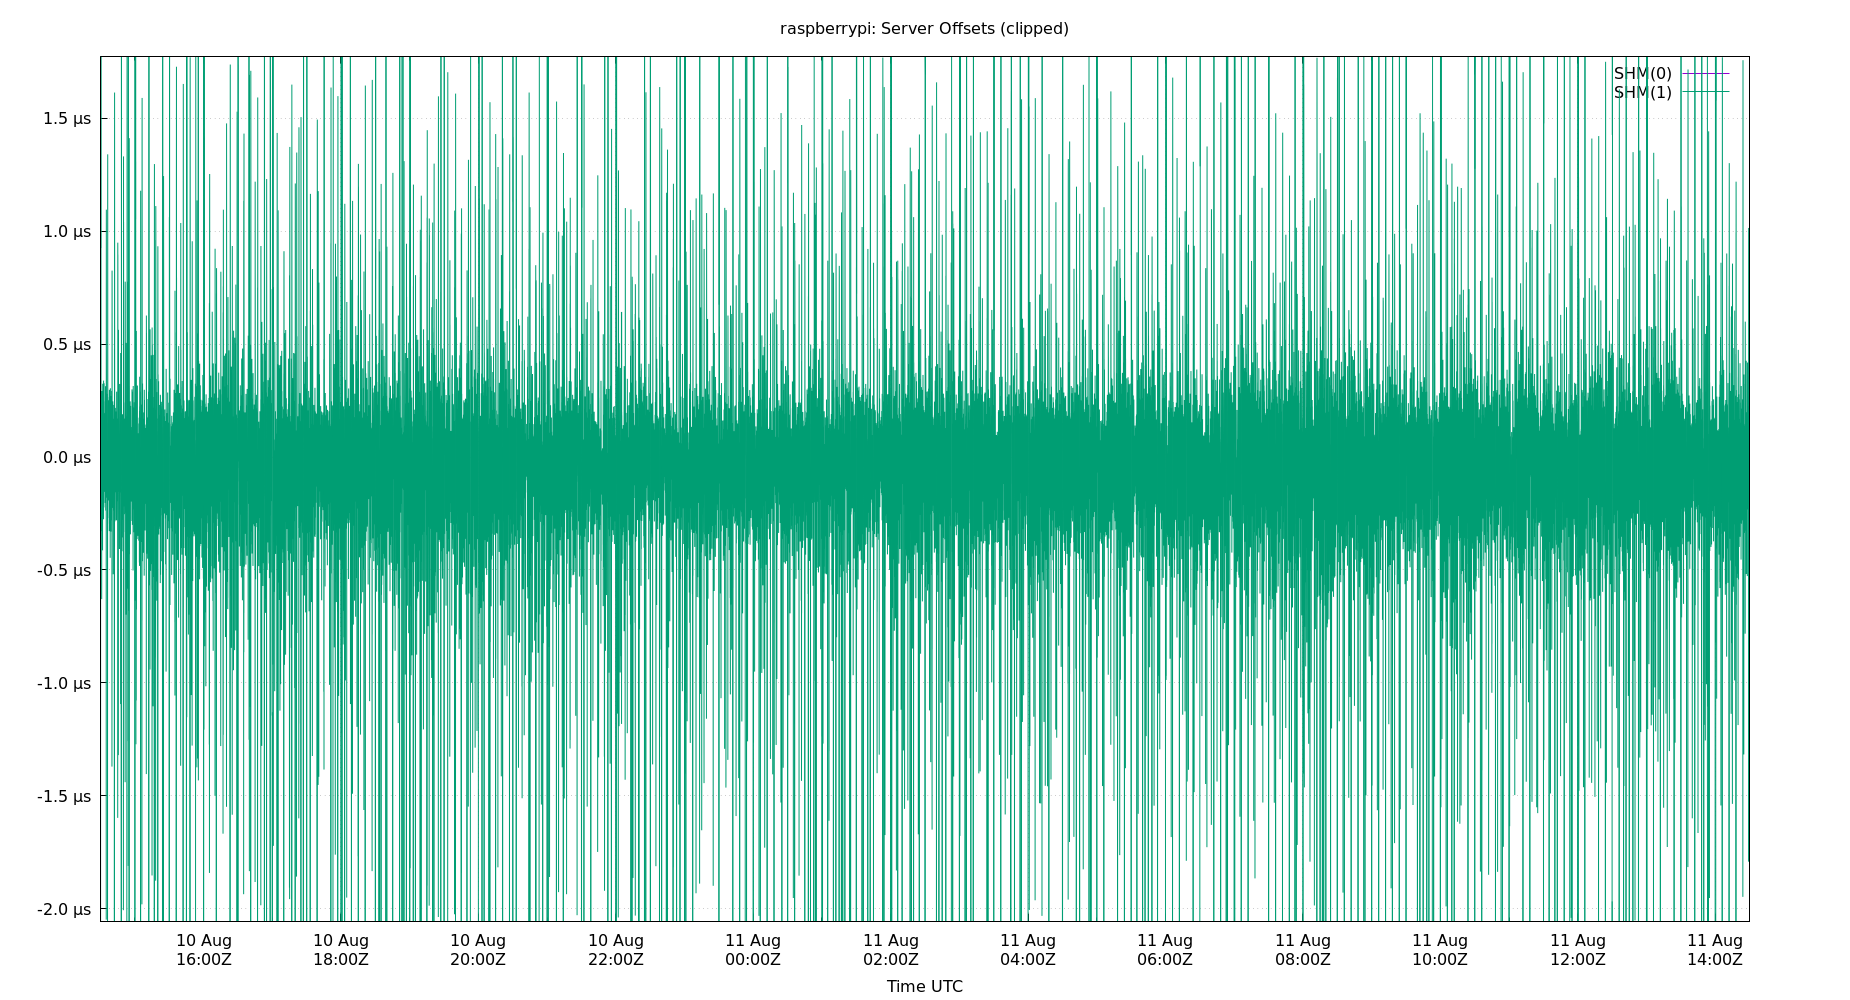 raspberrypi: Server Offsets (clipped)
SHM(0)
SHM(1)
1.5 µs
1.0 µs
0.5 µs
0.0 µs
-0.5 µs
-1.0 µs
-1.5 µs
-2.0 µs
10 Aug 10 Aug 10 Aug 10 Aug 11 Aug 11 Aug 11 Aug 11 Aug 11 Aug 11 Aug 11 Aug 11 Aug
16:00Z 18:00Z 20:00Z 22:00Z 00:00Z 02:00Z 04:00Z 06:00Z 08:00Z 10:00Z 12:00Z 14:00Z
Time UTC